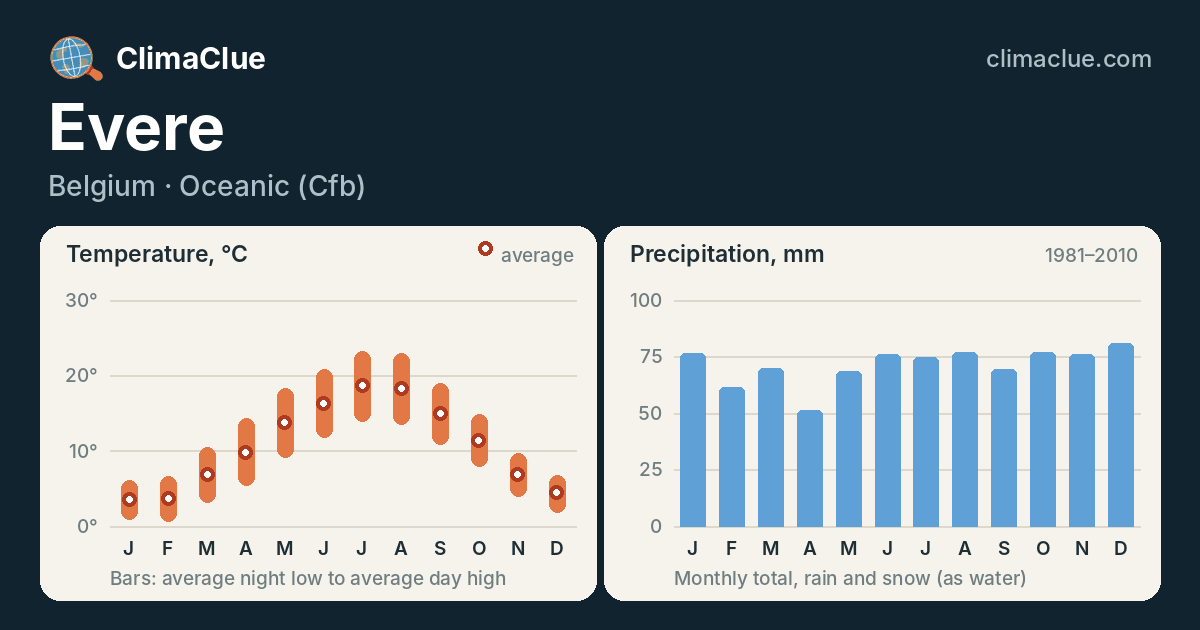 ClimaClue
climaclue.com
Evere
Belgium · Oceanic (Cfb)
Temperature, °C
average
30°
20°
10°
0°
J F M A M J J A S O N D
Bars: average night low to average day high
Precipitation, mm
1981–2010
100
75
50
25
0
J F M A M J J A S O N D
Monthly total, rain and snow (as water)